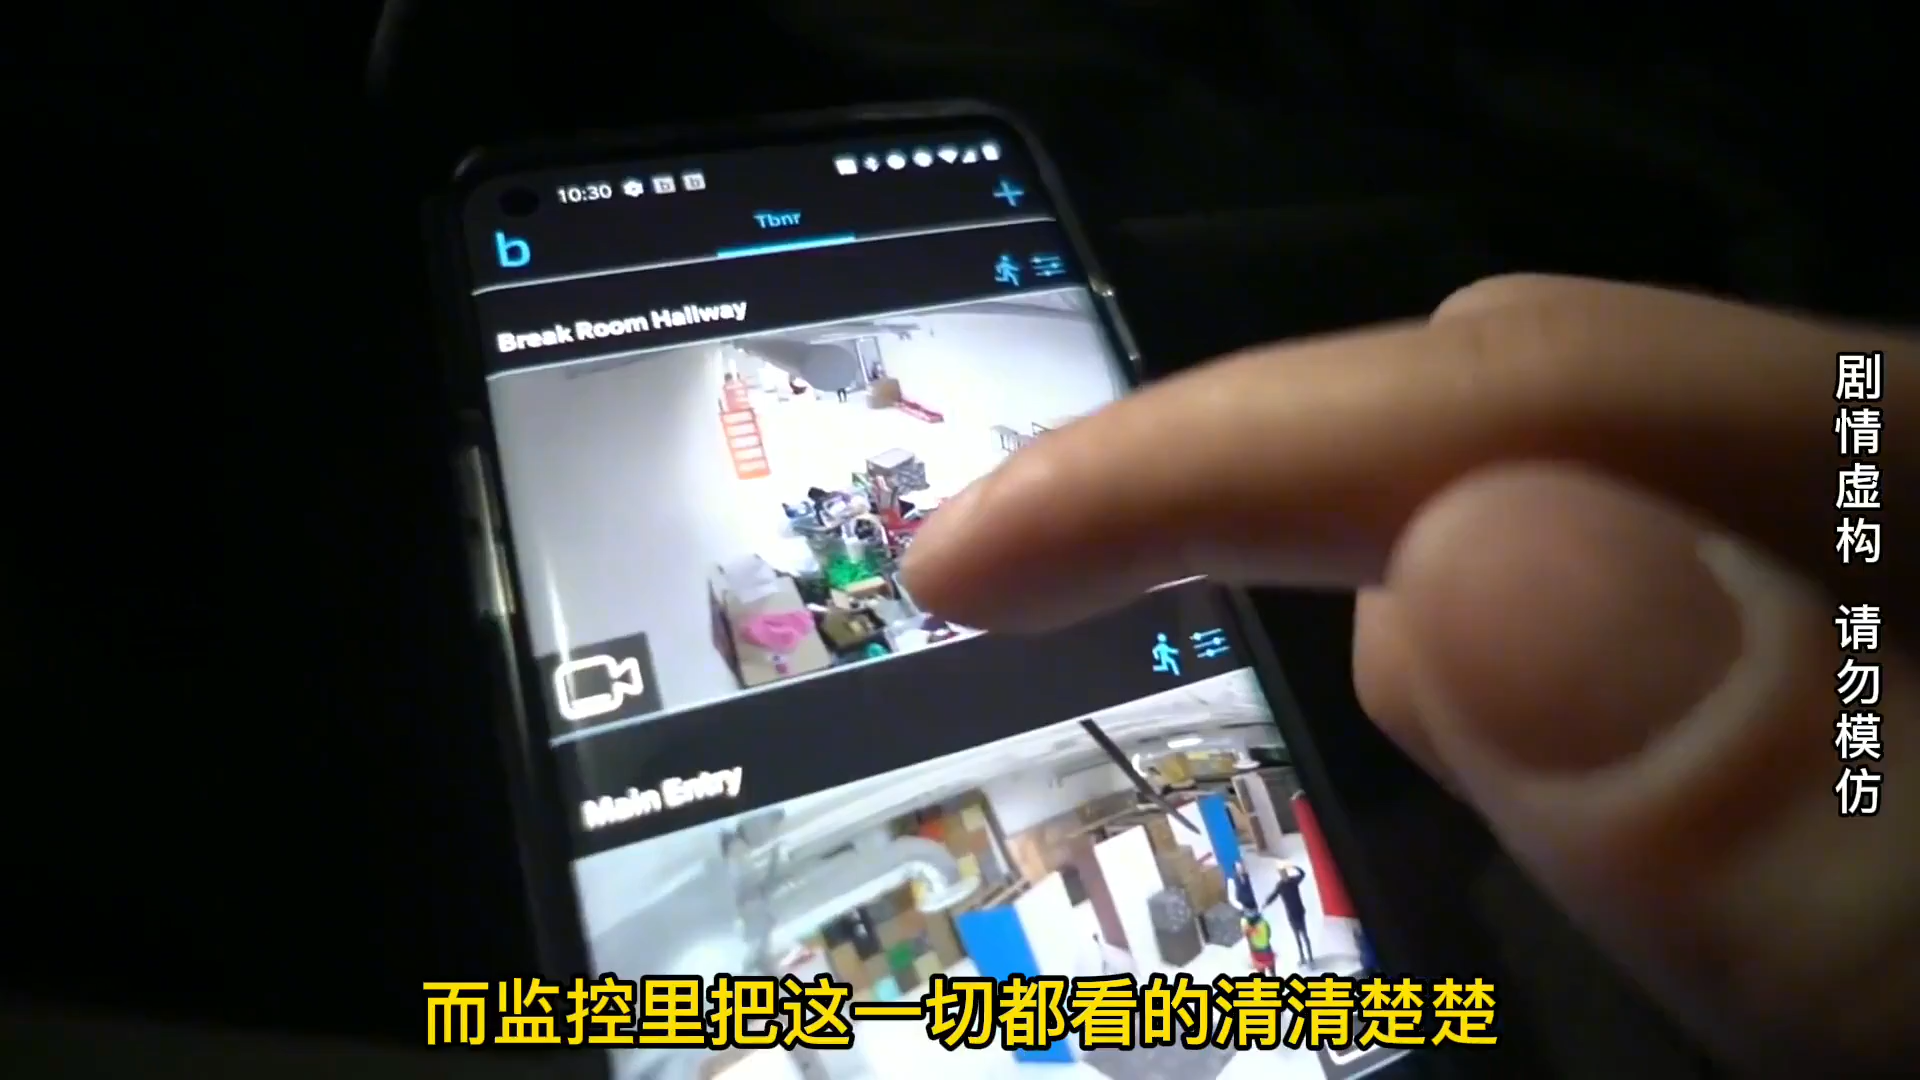 10:30
b
Tbnr
Break Room Hallway
Main Entry
剧情虚构 请勿模仿
而监控里把这一切都看的清清楚楚